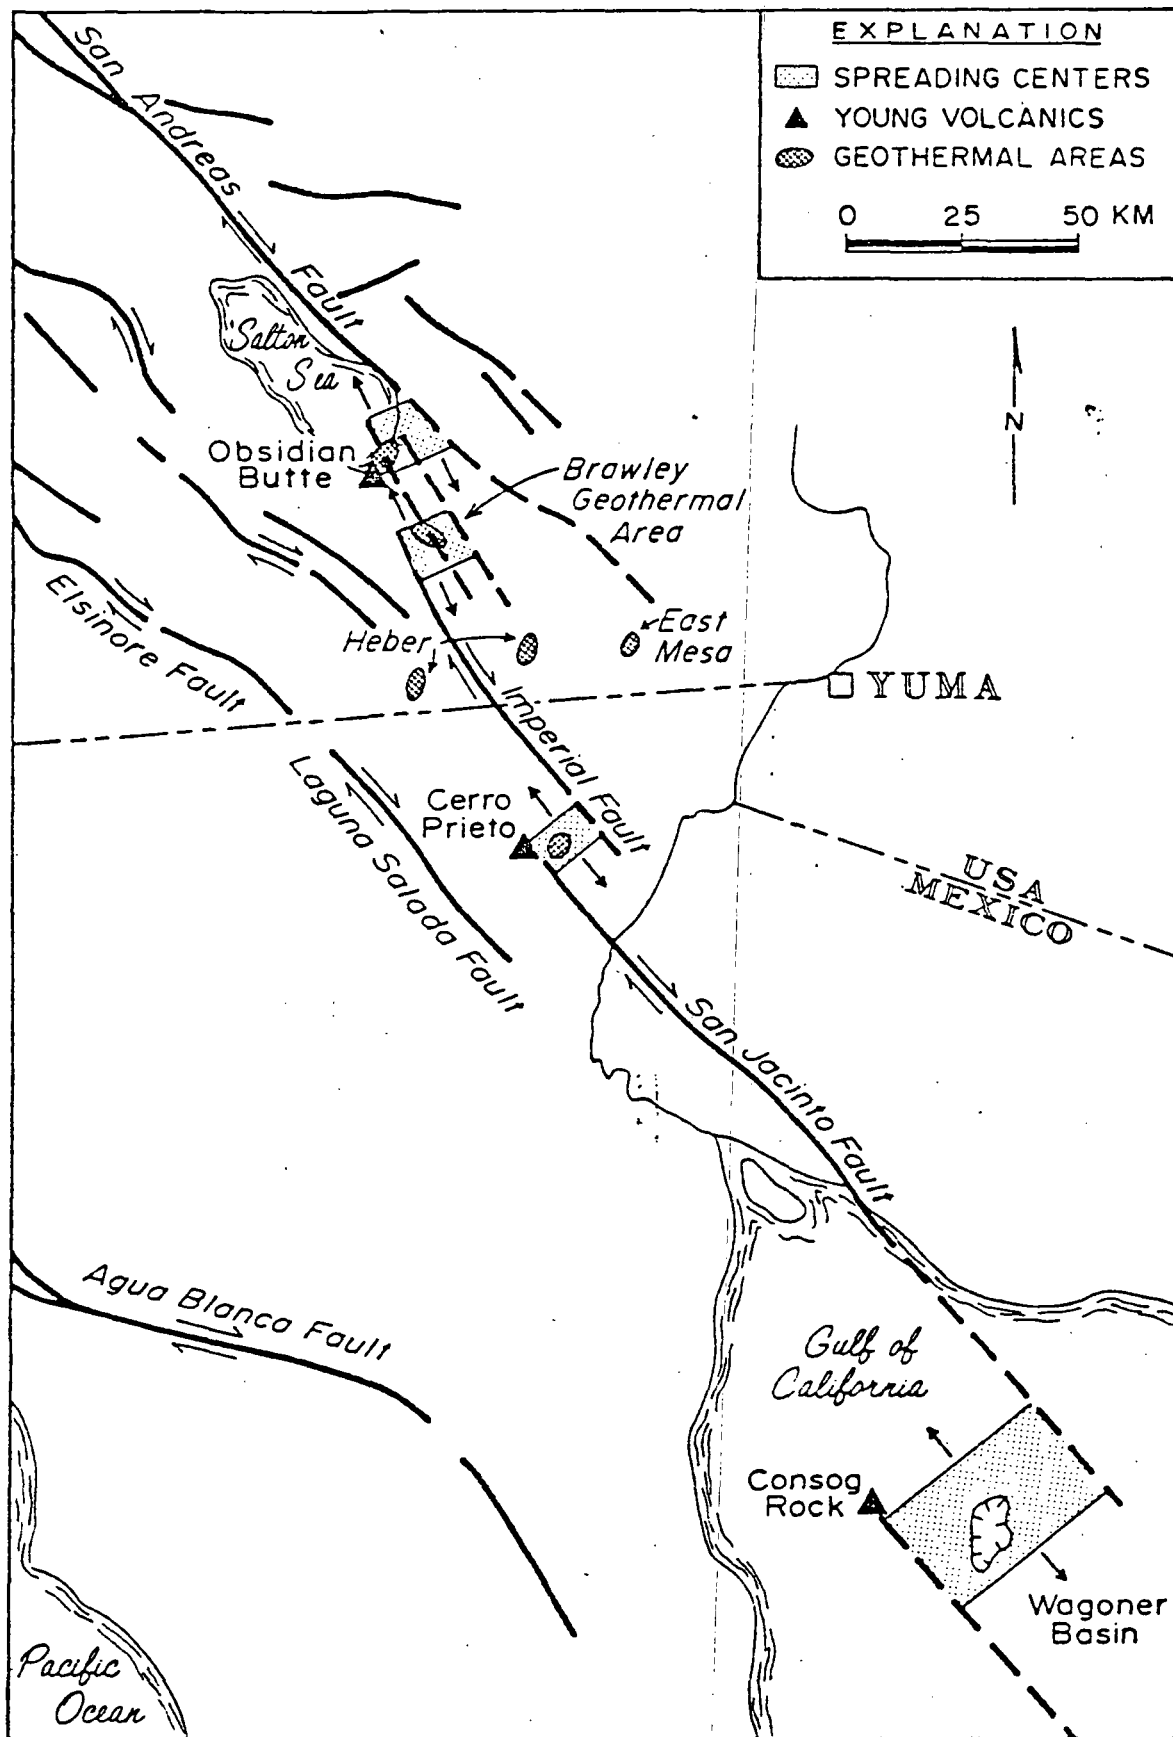 EXPLANATION
SPREADING CENTERS
YOUNG VOLCANICS
GEOTHERMAL AREAS
0 25 50 KM
San Andreas Fault
Salton
Sea
N
Obsidian
Butte
Brawley
Geothermal
Area
Elsinore Fault
Heber
East
Mesa
YUMA
Imperial Fault
Laguna Salada Fault
Cerro
Prieto
USA
MEXICO
San Jacinto Fault
Agua Blanca Fault
Gulf of
California
Consog
Rock
Wagoner
Basin
Pacific
Ocean